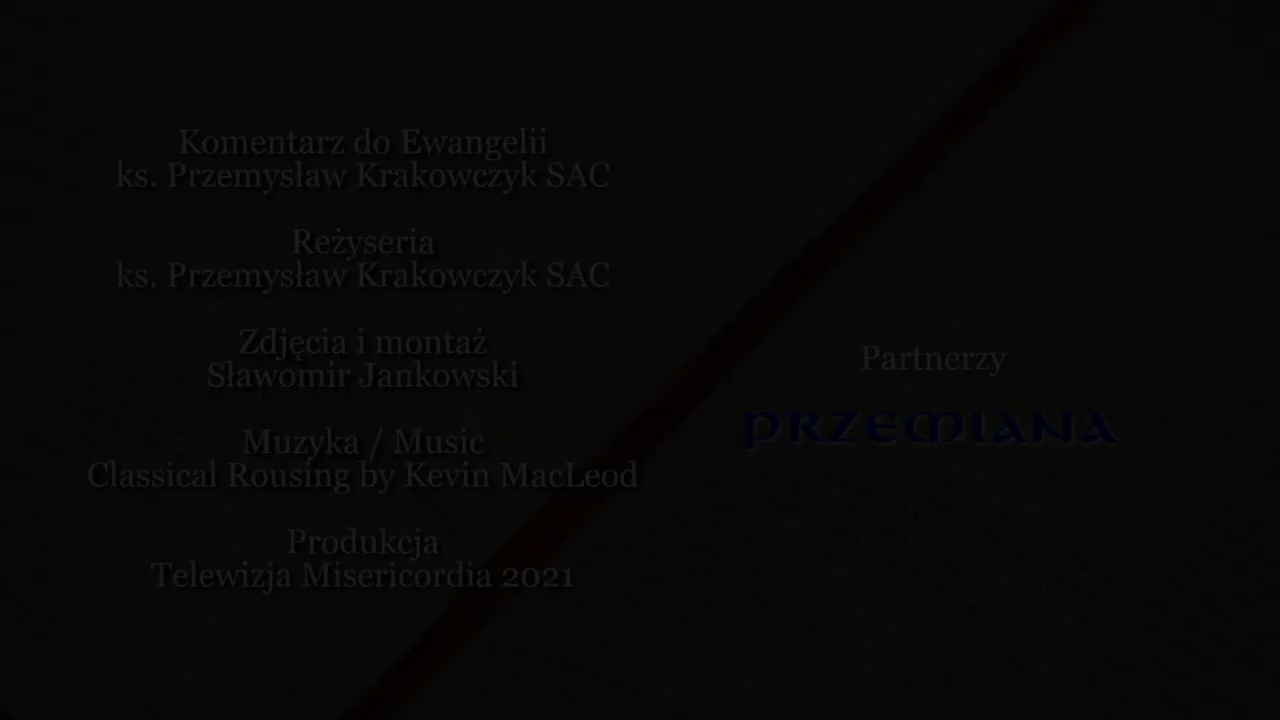 Komentarz do Ewangelii
ks. Przemysław Krakowczyk SAC
Reżyseria
ks. Przemysław Krakowczyk SAC
Zdjęcia i montaż
Sławomir Jankowski
Muzyka / Music
Classical Rousing by Kevin MacLeod
Produkcja
Telewizja Misericordia 2021
Partnerzy
PRZEMIANA